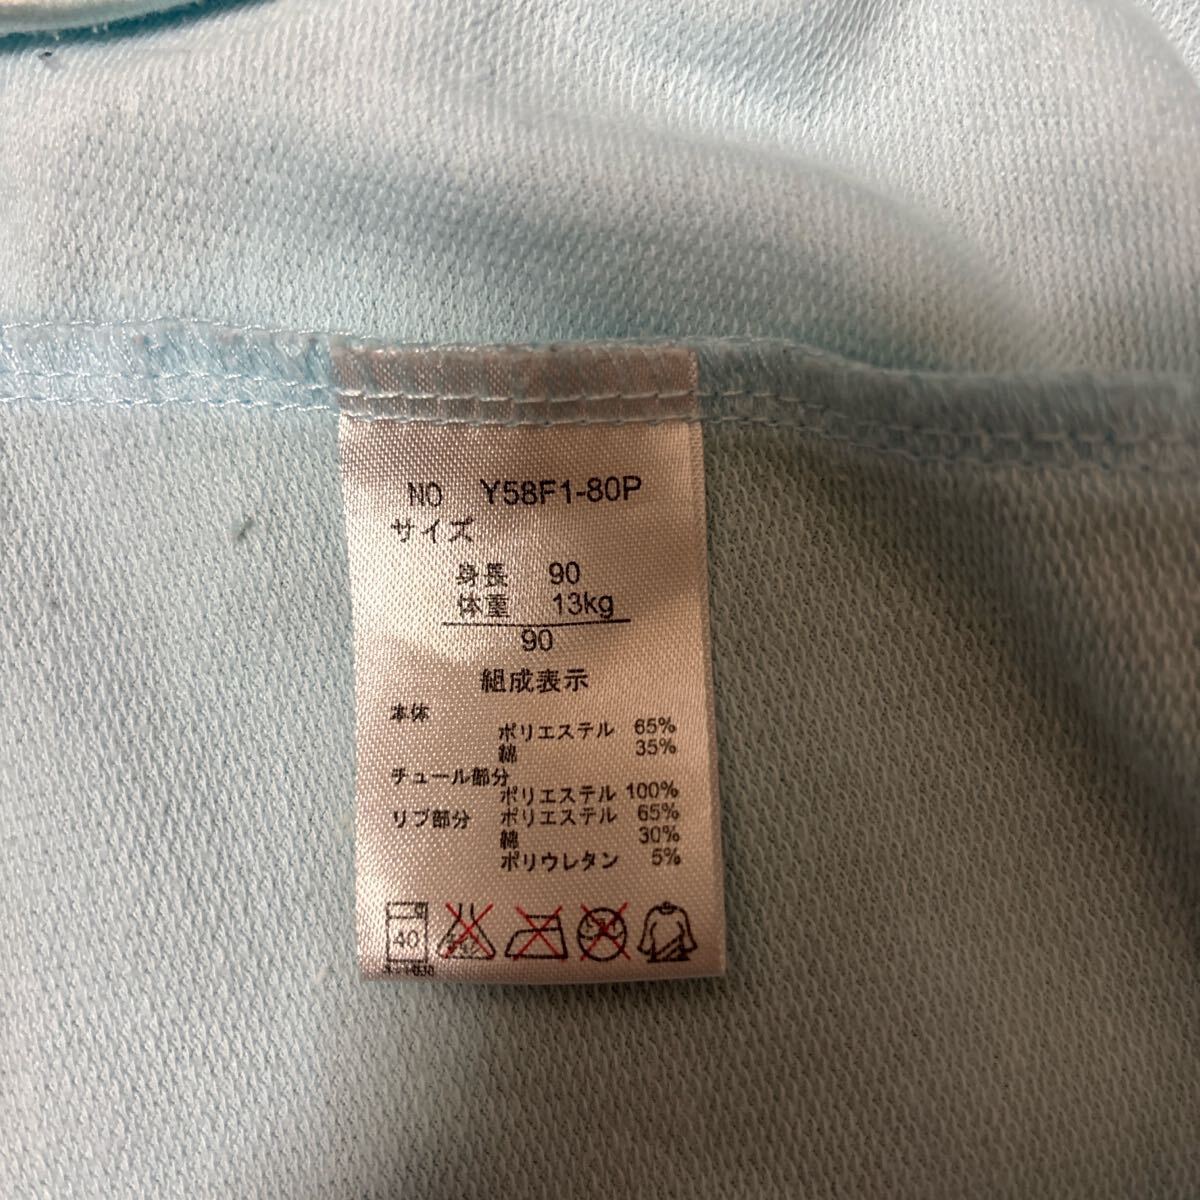 NO Y58F1-80P
サイズ
身長 90
体重 13kg
90
組成表示
本体
ポリエステル 65%
綿 35%
チュール部分
ポリエステル 100%
リブ部分 ポリエステル 65%
綿 30%
ポリウレタン 5%
40